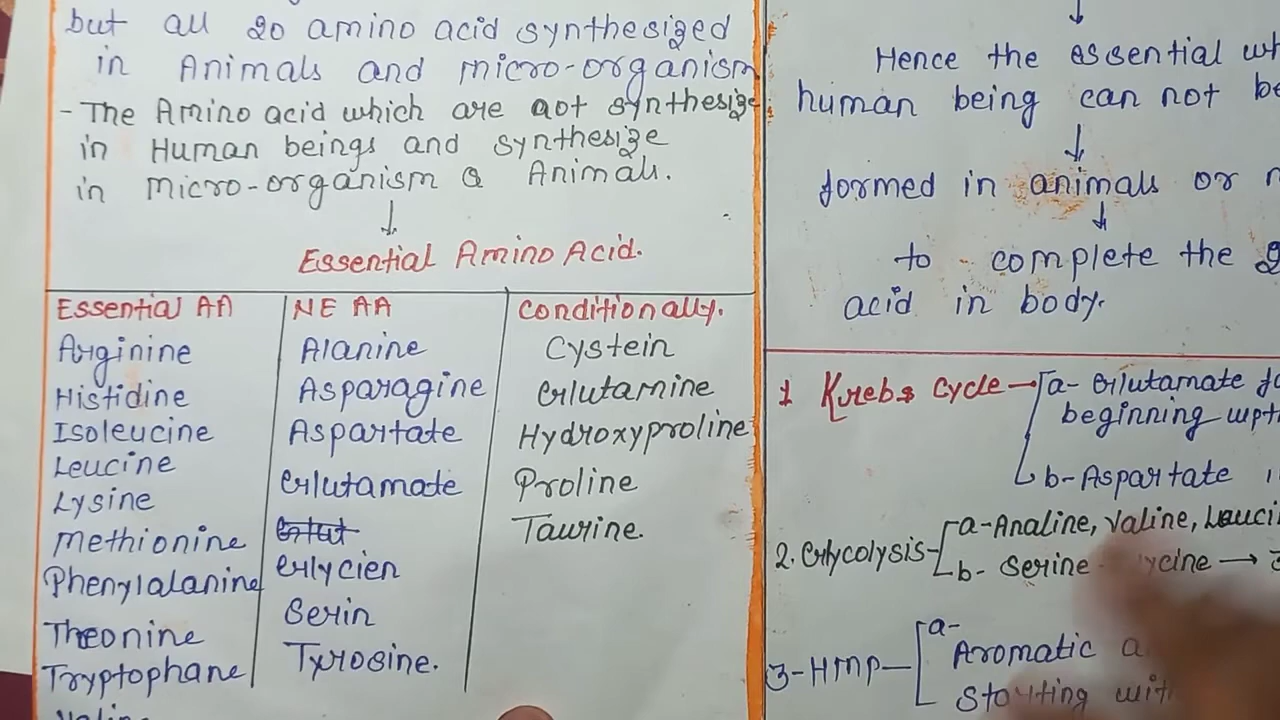 but all 20 amino acid synthesized
in Animals and micro-organism
- The Amino acid which are not synthesize
in Human beings and synthesize
in micro-organism & Animals.
↓
Essential Amino Acid.
Essential AA
Arginine
Histidine
Isoleucine
Leucine
Lysine
Methionine
Phenylalanine
Theonine
Tryptophane
NE AA
Alanine
Asparagine
Aspartate
Glutamate
Glycien
Serin
Tyrosine.
Conditionally.
Cystein
Glutamine
Hydroxyproline
Proline
Taurine.
↓
Hence the essential
human being can not
↓
formed in animals or
↓
to complete the
acid in body.
1 Krebs Cycle → a- Glutamate
beginning
b- Aspartate
2. Glycolysis - a- Analine, Valine,
b- Serine →
3-HMP - a-
Aromatic